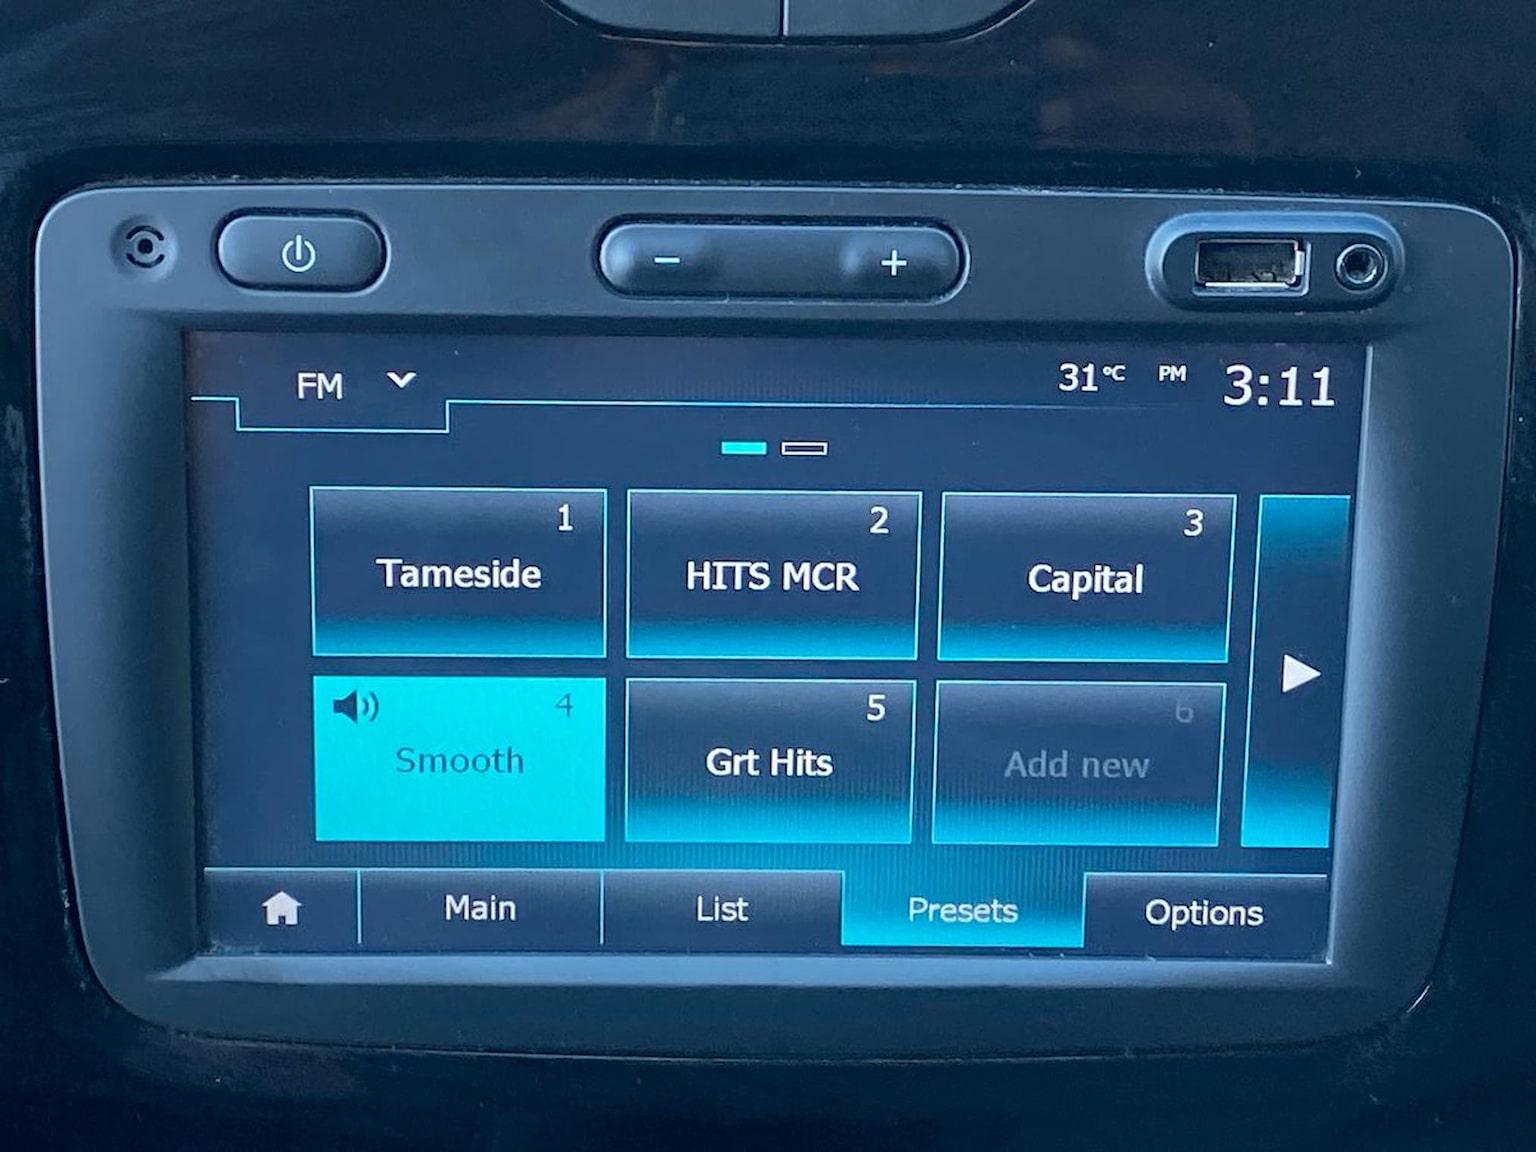 FM 31°C PM 3:11
1 2 3
Tameside HITS MCR Capital
4 5 6
Smooth Grt Hits Add new
Main List Presets Options